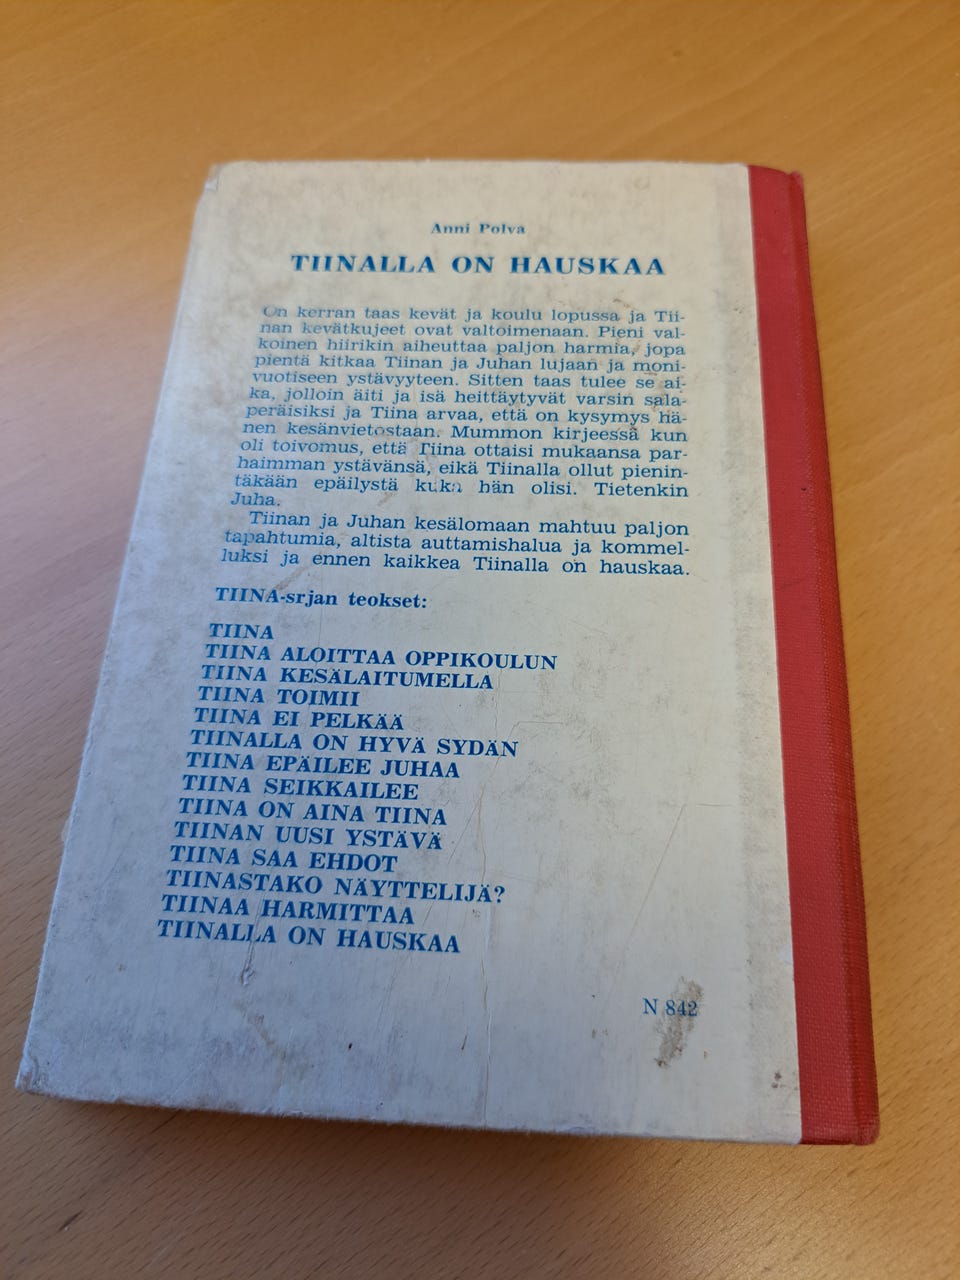 Anni Polva
TIINALLA ON HAUSKAA
On kerran taas kevät ja koulu lopussa ja Tii-
nan kevätkujeet ovat valtoimenaan. Pieni val-
koinen hiirikin aiheuttaa paljon harmia, jopa
pientä kitkaa Tiinan ja Juhan lujaan ja moni-
vuotiseen ystävyyteen. Sitten taas tulee se ai-
ka, jolloin äiti ja isä heittäytyvät varsin sala-
peräisiksi ja Tiina arvaa, että on kysymys hä-
nen kesänvietostaan. Mummon kirjeessä kun
oli toivomus, että Tiina ottaisi mukaansa par-
haimman ystävänsä, eikä Tiinalla ollut pienin-
täkään epäilystä kuka hän olisi. Tietenkin
Juha.
Tiinan ja Juhan kesälomaan mahtuu paljon
tapahtumia, altista auttamishalua ja kommel-
luksi ja ennen kaikkea Tiinalla on hauskaa.
TIINA-srjan teokset:
TIINA
TIINA ALOITTAA OPPIKOULUN
TIINA KESÄLAITUMELLA
TIINA TOIMII
TIINA EI PELKÄÄ
TIINALLA ON HYVÄ SYDÄN
TIINA EPÄILEE JUHAA
TIINA SEIKKAILEE
TIINA ON AINA TIINA
TIINAN UUSI YSTÄVÄ
TIINA SAA EHDOT
TIINASTAKO NÄYTTELIJÄ?
TIINAA HARMITTAA
TIINALLA ON HAUSKAA
N 842